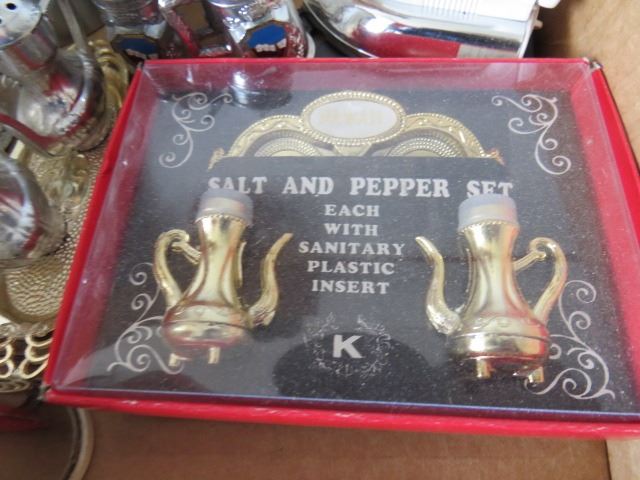 SALT AND PEPPER SET
EACH
WITH
SANITARY
PLASTIC
INSERT
K